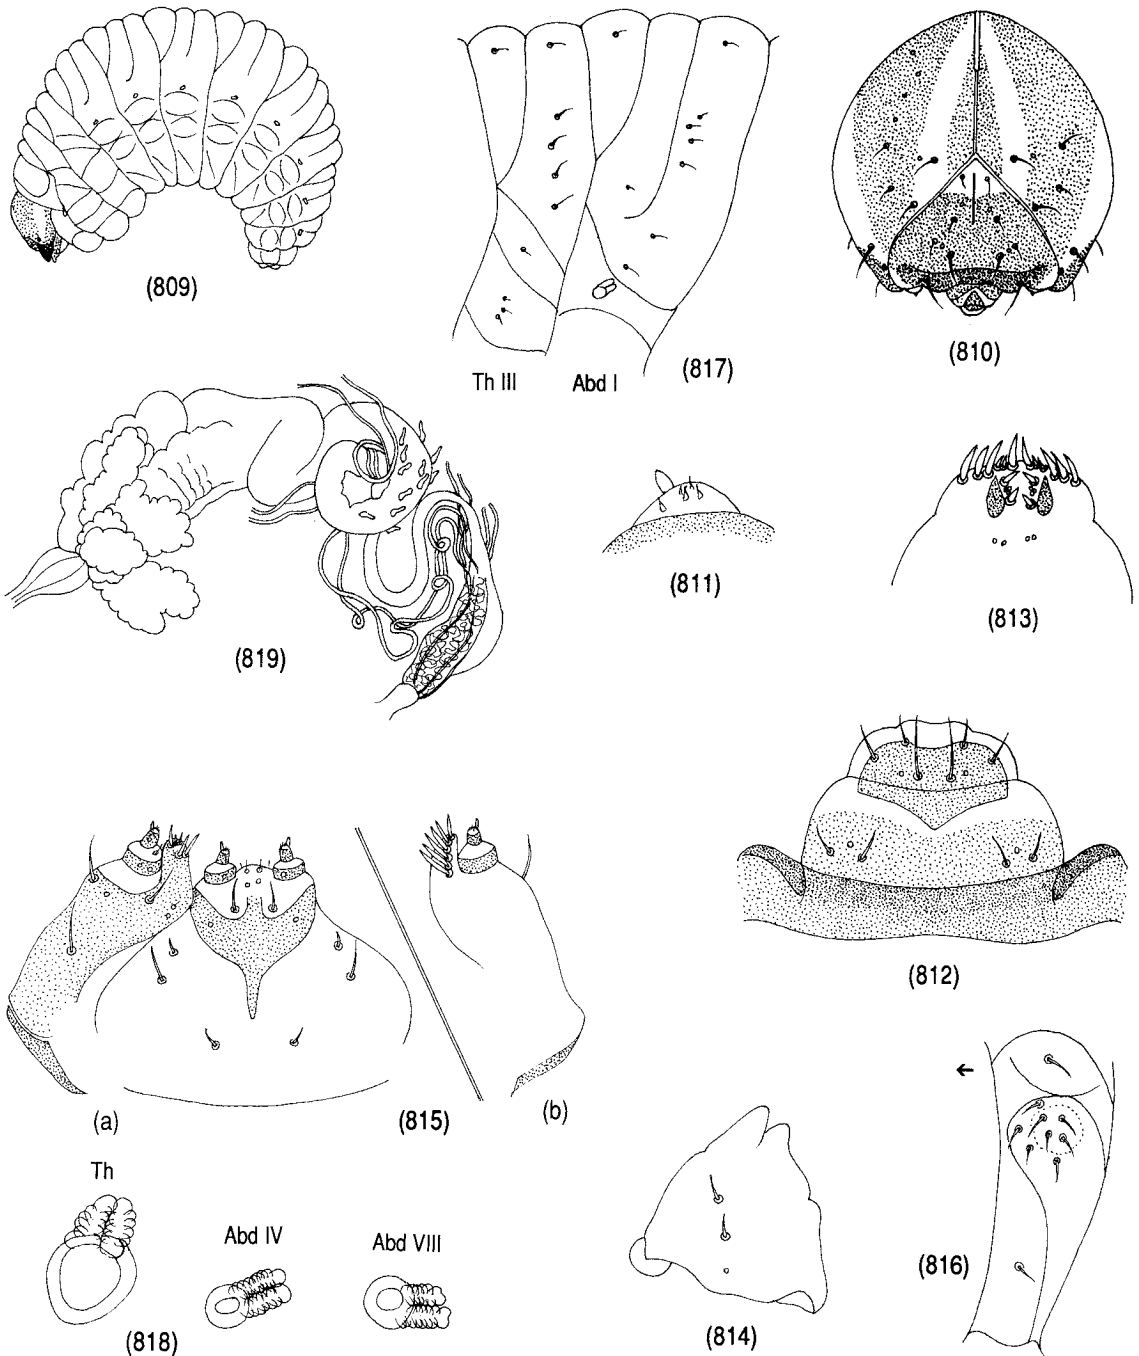 (809)
Th III
Abd I
(817)
(810)
(811)
(813)
(819)
(812)
(a)
(815)
(b)
Th
Abd IV
Abd VIII
(818)
(814)
←
(816)